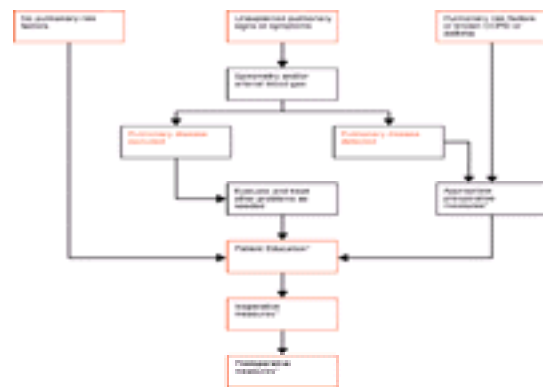 No pulmonary risk
factors
Unexplained pulmonary
signs or symptoms
Pulmonary risk factors
or known COPD or
asthma
Spirometry and/or
arterial blood gas
Pulmonary disease
excluded
Pulmonary disease
detected
Evaluate and treat
other problems as
needed
Appropriate
preoperative
measures*
Patient Education*
Inoperative
measures*
Postoperative
measures*